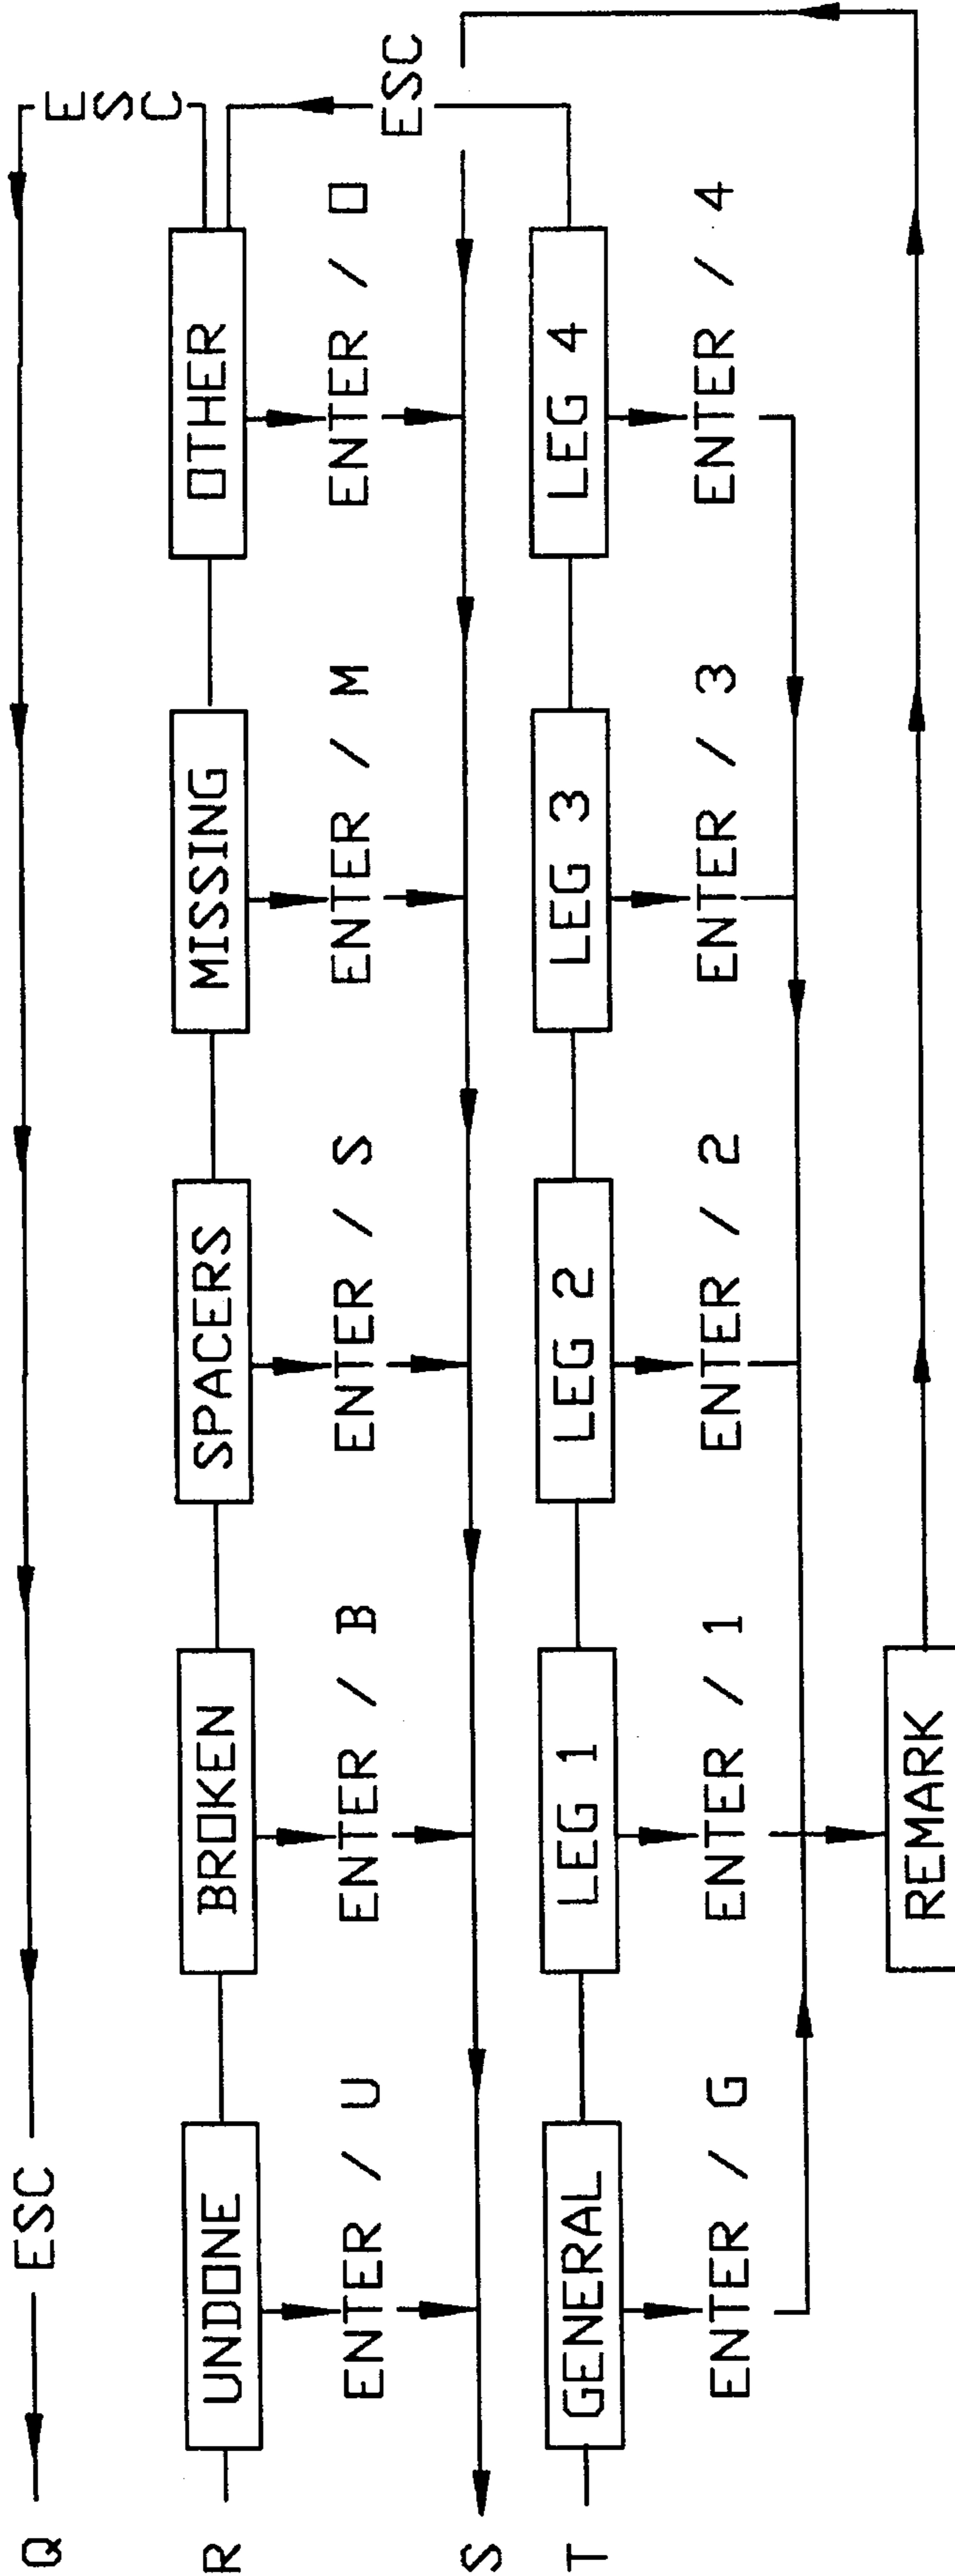 Q ESC ESC
R UNDONE BROKEN SPACERS MISSING OTHER
ENTER / U ENTER / B ENTER / S ENTER / M ENTER / O
ESC
S
T GENERAL LEG 1 LEG 2 LEG 3 LEG 4
ENTER / G ENTER / 1 ENTER / 2 ENTER / 3 ENTER / 4
REMARK